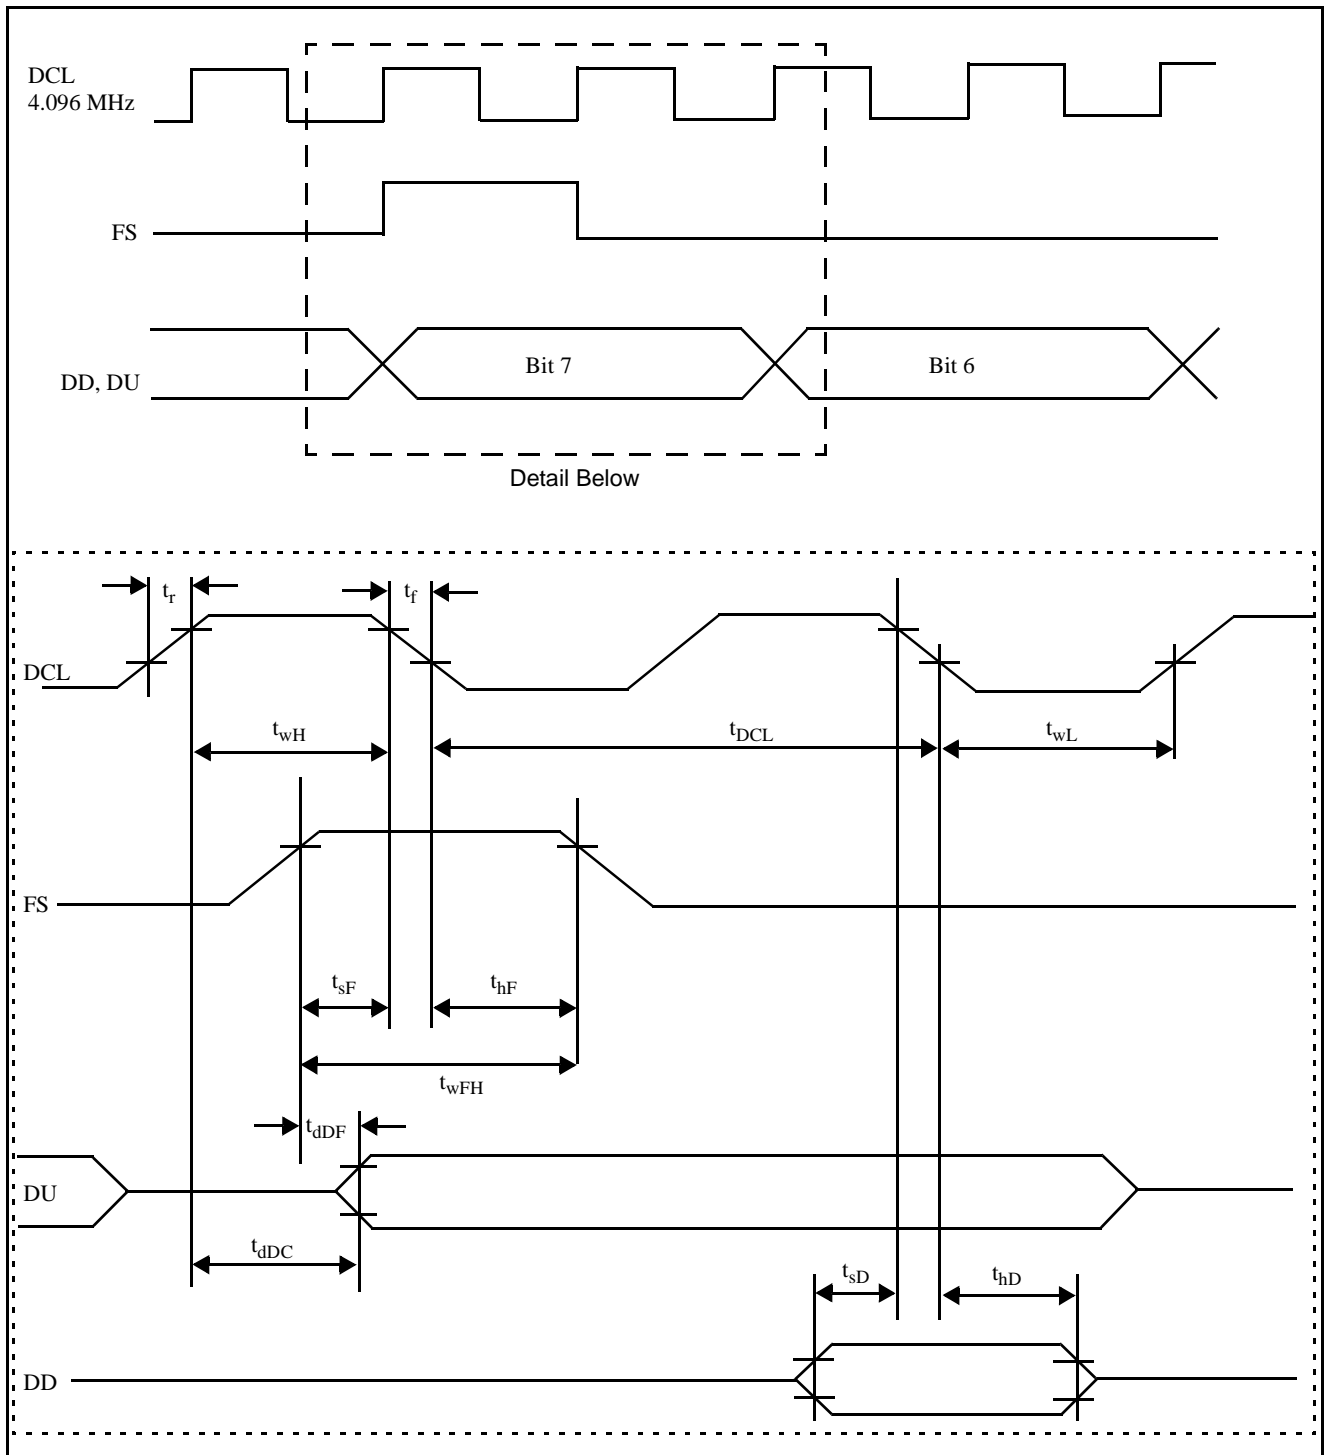 DCL
4.096 MHz
FS
DD, DU
Bit 7
Bit 6
Detail Below
tr
tf
DCL
twH
tDCL
twL
FS
tsF
thF
twFH
tdDF
DU
tdDC
tsD
thD
DD